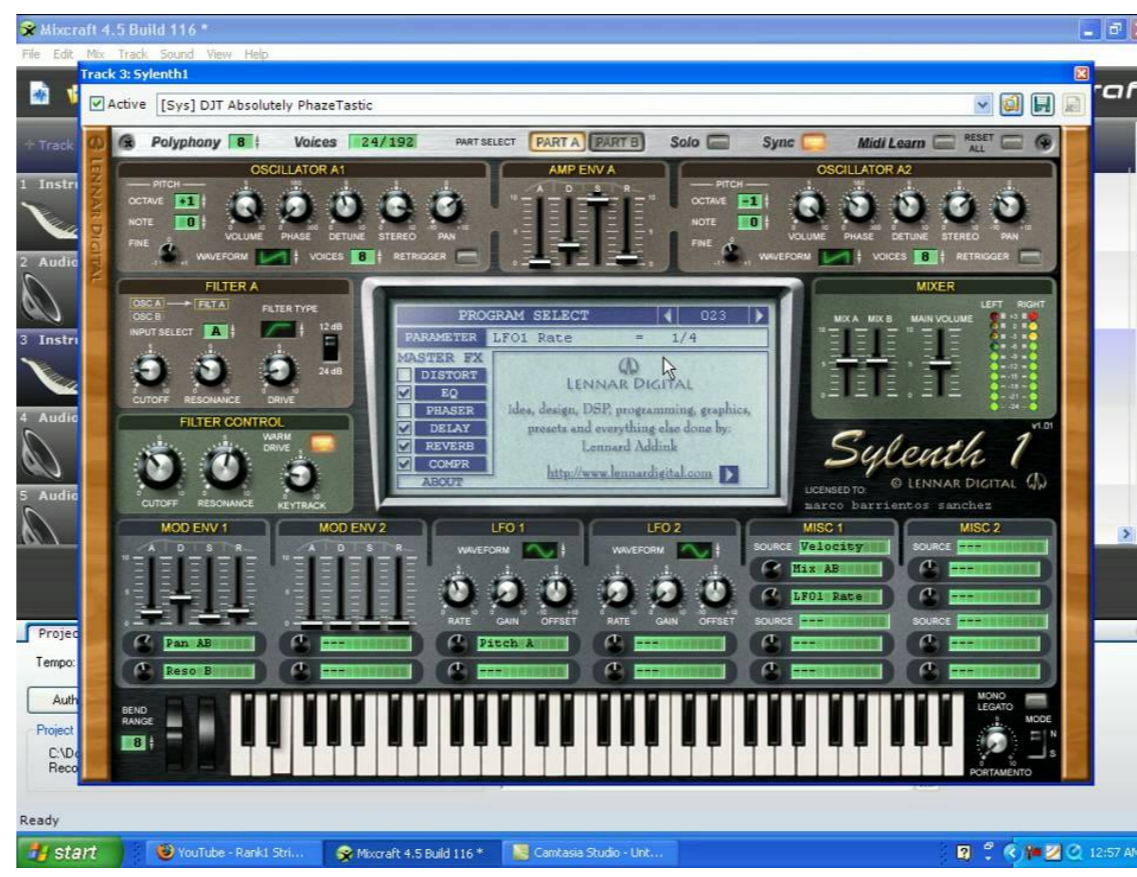 Mixcraft 4.5 Build 116 *
File Edit Mix Track Sound View Help
Track 3: Sylenth1
Active [Sys] DJT Absolutely PhazeTastic
+ Track
1 Instru
2 Audio
3 Instru
4 Audio
5 Audio
LENNAR DIGITAL
Polyphony 8 Voices 24/192 PART SELECT PART A PART B Solo Sync Midi Learn RESET ALL
OSCILLATOR A1
PITCH
OCTAVE +1
NOTE 0
FINE
VOLUME PHASE DETUNE STEREO PAN
WAVEFORM VOICES 8 RETRIGGER
AMP ENV A
A D S R
OSCILLATOR A2
PITCH
OCTAVE -1
NOTE 0
FINE
VOLUME PHASE DETUNE STEREO PAN
WAVEFORM VOICES 8 RETRIGGER
FILTER A
OSC A FILT A
OSC B
INPUT SELECT A
FILTER TYPE
12 dB
24 dB
CUTOFF RESONANCE DRIVE
FILTER CONTROL
WARM DRIVE
CUTOFF RESONANCE KEYTRACK
PROGRAM SELECT 023
PARAMETER LFO1 Rate = 1/4
MASTER FX
DISTORT
EQ
PHASER
DELAY
REVERB
COMPR
ABOUT
LENNAR DIGITAL
Idea, design, DSP, programming, graphics,
presets and everything else done by:
Lennard Addink
http://www.lennardigital.com
MIXER
LEFT RIGHT
MIX A MIX B MAIN VOLUME
v1.01
Sylenth 1
© LENNAR DIGITAL
LICENSED TO:
marco barrientos sanchez
MOD ENV 1
A D S R
Pan AB
Reso B
MOD ENV 2
A D S R
---
---
LFO 1
WAVEFORM
RATE GAIN OFFSET
Pitch A
---
LFO 2
WAVEFORM
RATE GAIN OFFSET
---
---
MISC 1
SOURCE Velocity
Mix AB
LFO1 Rate
SOURCE ---
---
---
MISC 2
SOURCE ---
---
---
SOURCE ---
---
---
BEND RANGE
8
MONO LEGATO
MODE
N
S
PORTAMENTO
Projec
Tempo:
Auth
Project
C:\Do
Reco
Ready
start YouTube - Rank1 Stri... Mixcraft 4.5 Build 116 * Camtasia Studio - Unt... 12:57 AM